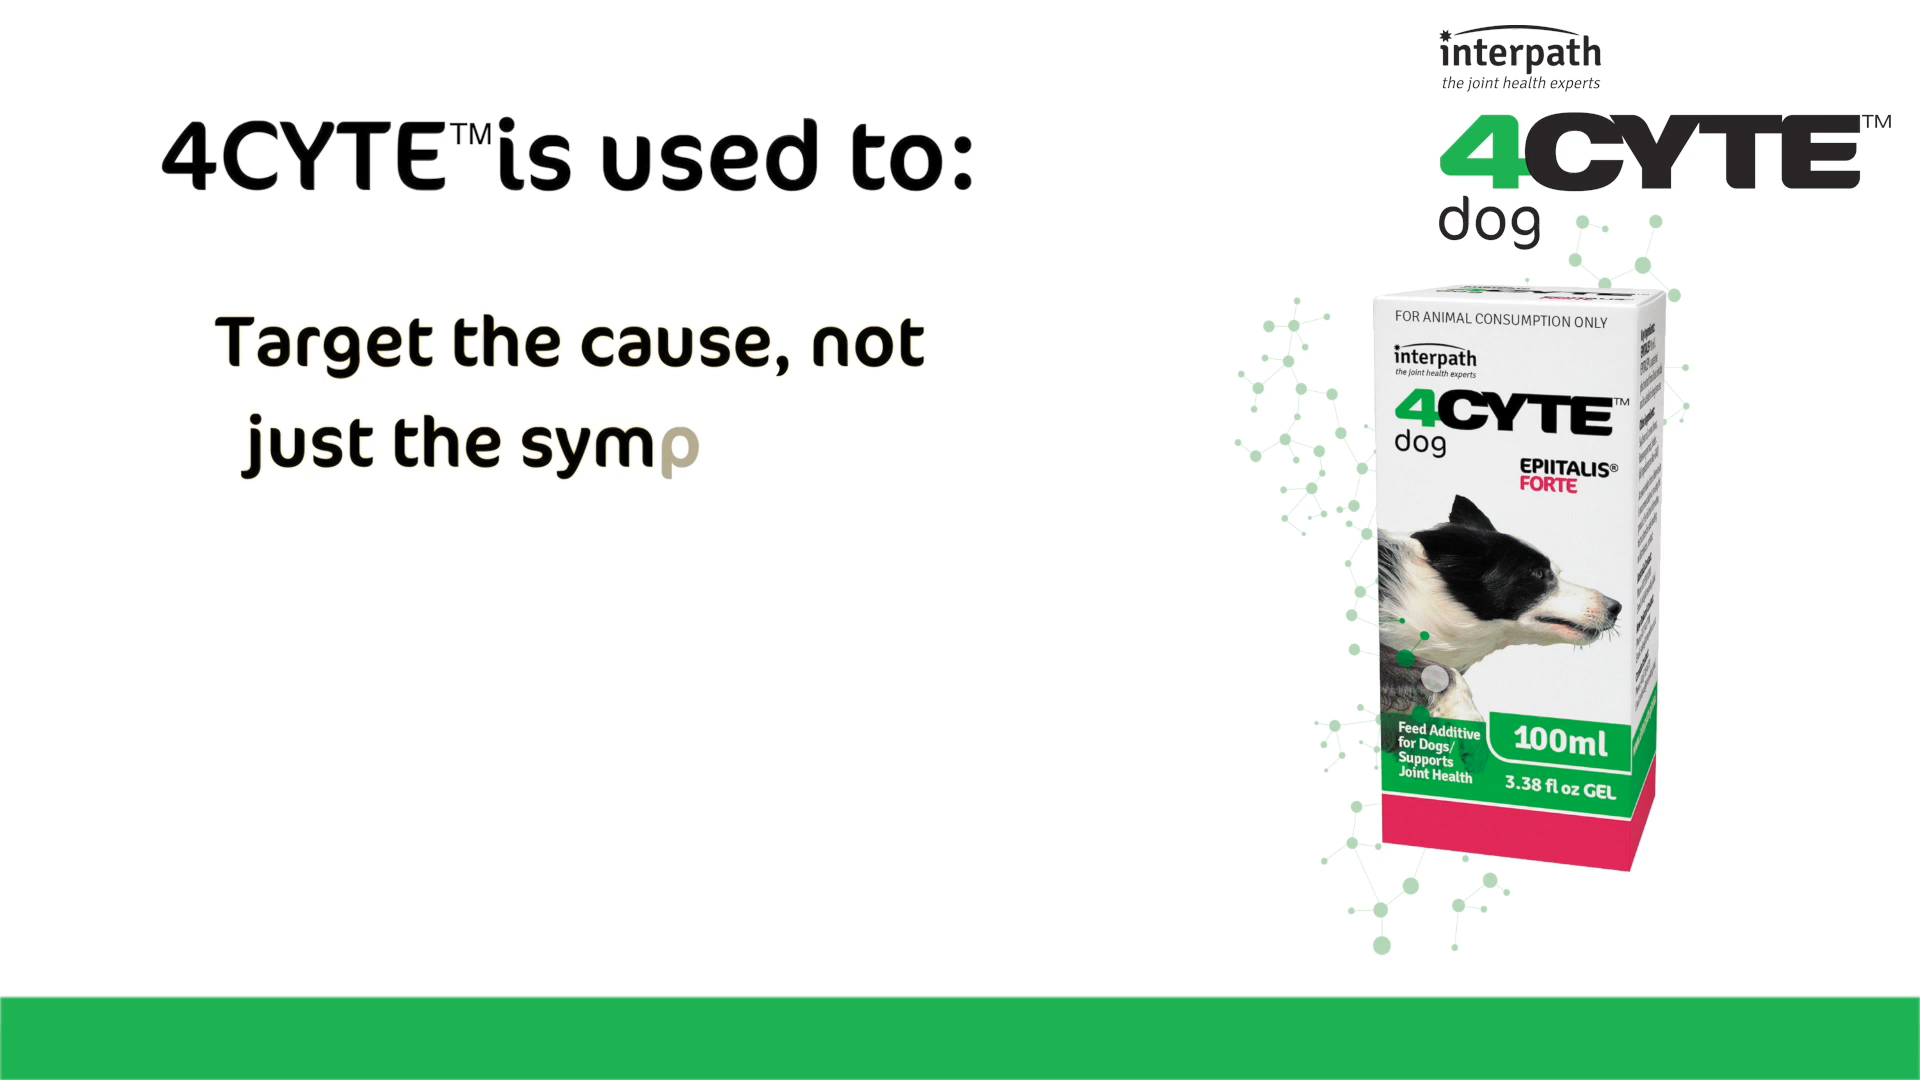 4CYTE™ is used to:
Target the cause, not
just the symp
interpath
the joint health experts
4CYTE™
dog
FOR ANIMAL CONSUMPTION ONLY
interpath
the joint health experts
4CYTE™
dog
EPIITALIS®
FORTE
Feed Additive
for Dogs/
Supports
Joint Health
100ml
3.38 fl oz GEL